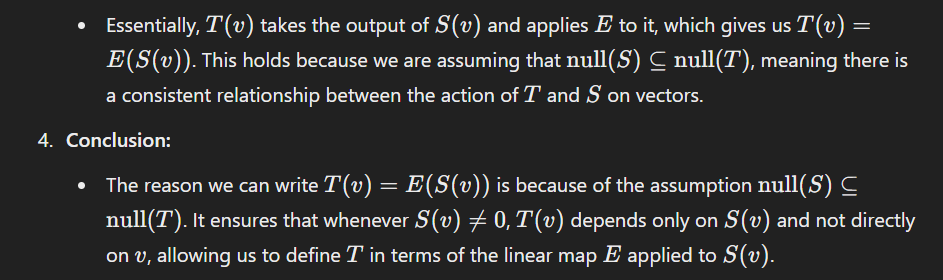 • Essentially, T(v) takes the output of S(v) and applies E to it, which gives us T(v) =
E(S(v)). This holds because we are assuming that null(S) ⊆ null(T), meaning there is
a consistent relationship between the action of T and S on vectors.
4. Conclusion:
• The reason we can write T(v) = E(S(v)) is because of the assumption null(S) ⊆
null(T). It ensures that whenever S(v) ≠ 0, T(v) depends only on S(v) and not directly
on v, allowing us to define T in terms of the linear map E applied to S(v).